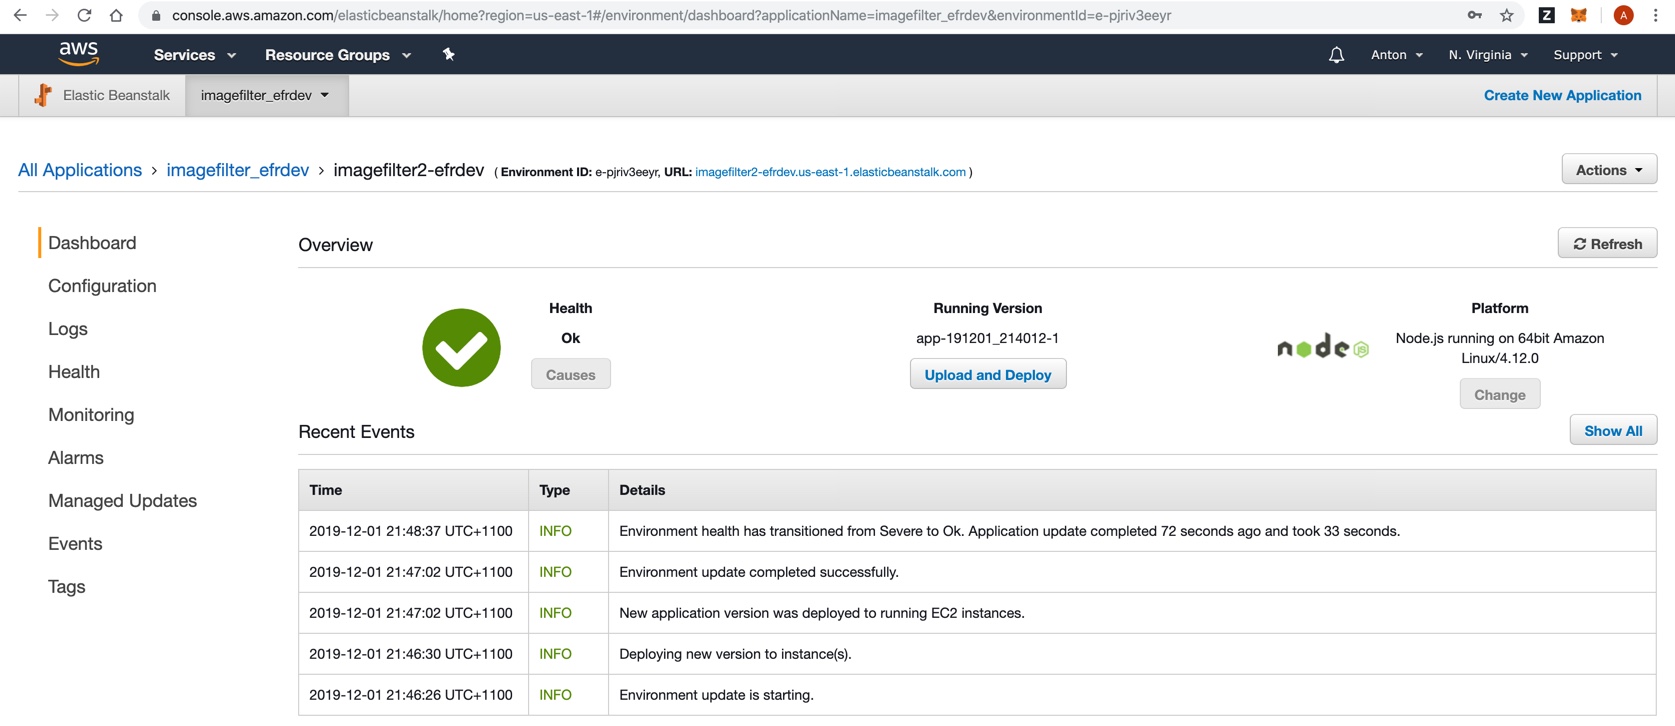 console.aws.amazon.com/elasticbeanstalk/home?region=us-east-1#/environment/dashboard?applicationName=imagefilter_efrdev&environmentId=e-pjriv3eeyr
Z
A
aws
Services
Resource Groups
Anton
N. Virginia
Support
Elastic Beanstalk
imagefilter_efrdev
Create New Application
All Applications › imagefilter_efrdev › imagefilter2-efrdev ( Environment ID: e-pjriv3eeyr, URL: imagefilter2-efrdev.us-east-1.elasticbeanstalk.com )
Actions
Dashboard
Configuration
Logs
Health
Monitoring
Alarms
Managed Updates
Events
Tags
Overview
Refresh
Health
Ok
Causes
Running Version
app-191201_214012-1
Upload and Deploy
node JS
Platform
Node.js running on 64bit Amazon
Linux/4.12.0
Change
Recent Events
Show All
Time Type Details
2019-12-01 21:48:37 UTC+1100 INFO Environment health has transitioned from Severe to Ok. Application update completed 72 seconds ago and took 33 seconds.
2019-12-01 21:47:02 UTC+1100 INFO Environment update completed successfully.
2019-12-01 21:47:02 UTC+1100 INFO New application version was deployed to running EC2 instances.
2019-12-01 21:46:30 UTC+1100 INFO Deploying new version to instance(s).
2019-12-01 21:46:26 UTC+1100 INFO Environment update is starting.